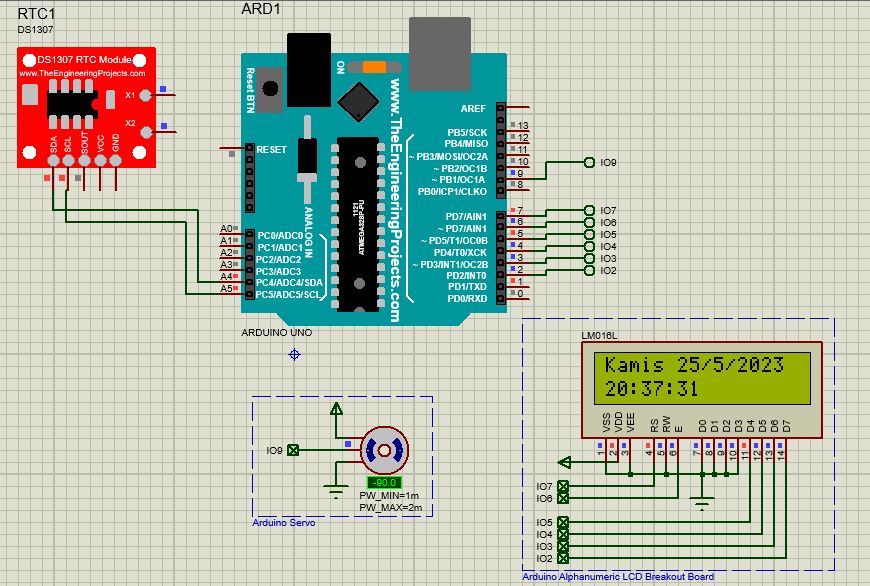 RTC1
DS1307
DS1307 RTC Module
www.TheEngineeringProjects.com
X1
X2
SDA
SCL
SOUT
VCC
GND
ARD1
Reset BTN
ON
www.TheEngineeringProjects.com
1121
ATMEGA328P-PU
ANALOG IN
RESET
A0
A1
A2
A3
A4
A5
PC0/ADC0
PC1/ADC1
PC2/ADC2
PC3/ADC3
PC4/ADC4/SDA
PC5/ADC5/SCL
AREF
PB5/SCK
PB4/MISO
~ PB3/MOSI/OC2A
~ PB2/OC1B
~ PB1/OC1A
PB0/ICP1/CLKO
13
12
11
10
9
8
PD7/AIN1
~ PD6/AIN0
~ PD5/T1/OC0B
PD4/T0/XCK
~ PD3/INT1/OC2B
PD2/INT0
PD1/TXD
PD0/RXD
7
6
5
4
3
2
1
0
IO9
IO7
IO6
IO5
IO4
IO3
IO2
ARDUINO UNO
IO9
-90.0
PW_MIN=1m
PW_MAX=2m
Arduino Servo
LM016L
Kamis 25/5/2023
20:37:31
VSS
VDD
VEE
RS
RW
E
D0
D1
D2
D3
D4
D5
D6
D7
1
2
3
4
5
6
7
8
9
10
11
12
13
14
IO7
IO6
IO5
IO4
IO3
IO2
Arduino Alphanumeric LCD Breakout Board